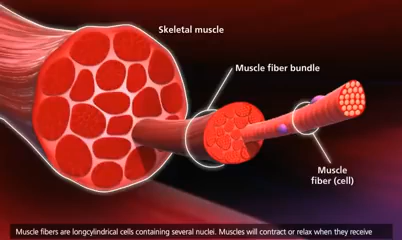 Skeletal muscle
Muscle fiber bundle
Muscle
fiber (cell)
Muscle fibers are longcylindrical cells containing several nuclei. Muscles will contract or relax when they receive